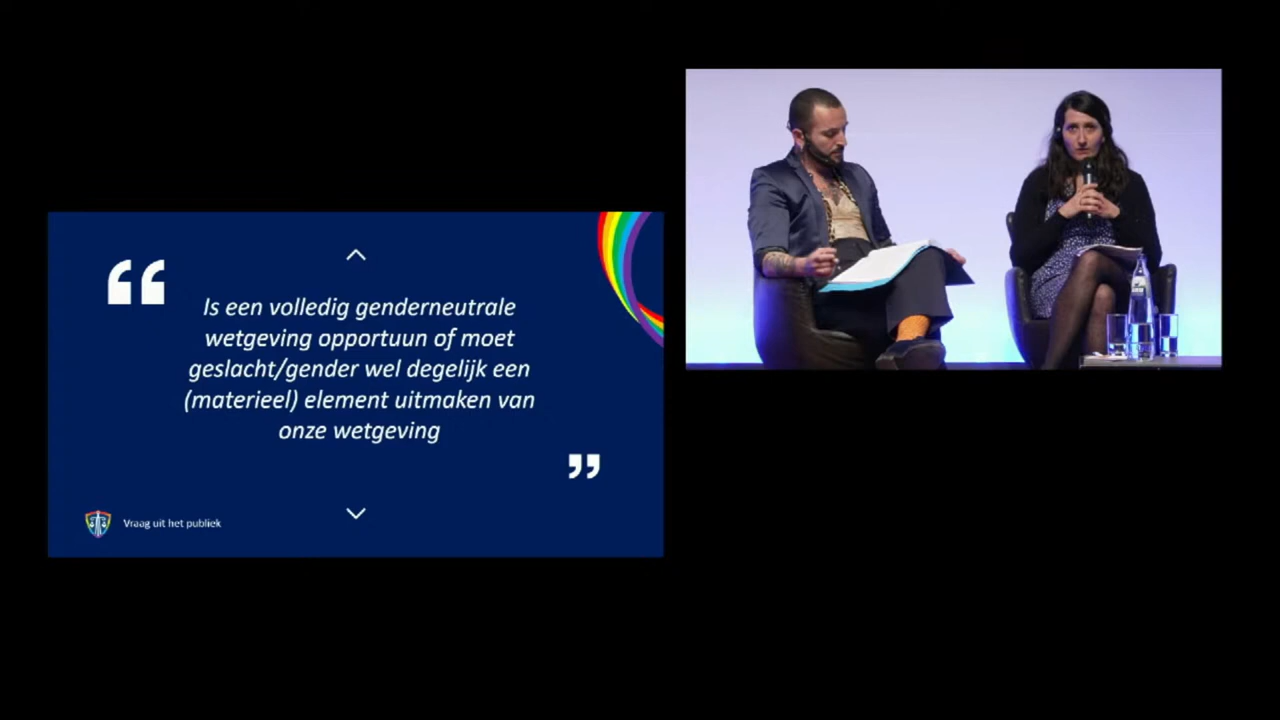 “
Is een volledig genderneutrale
wetgeving opportuun of moet
geslacht/gender wel degelijk een
(materieel) element uitmaken van
onze wetgeving
”
Vraag uit het publiek